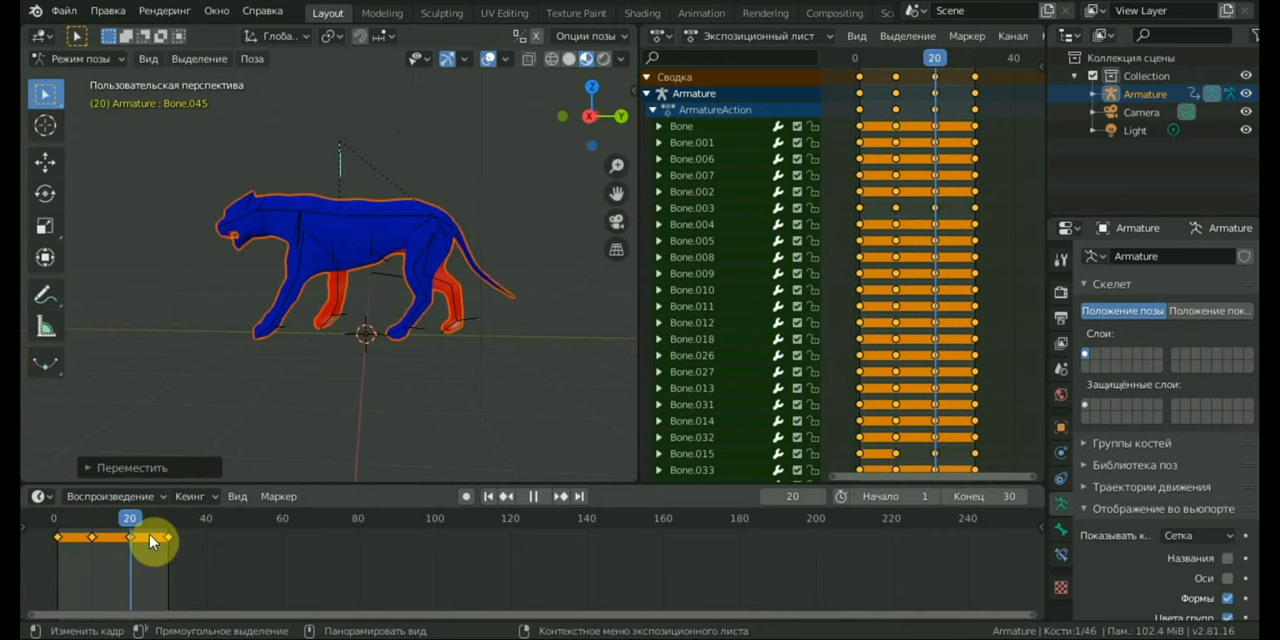 Файл Правка Рендеринг Окно Справка Layout Modeling Sculpting UV Editing Texture Paint Shading Animation Rendering Compositing Sc Scene View Layer
Глоба.. Опции позы Экспозиционный лист Вид Выделение Маркер Канал
Режим позы Вид Выделение Поза
Пользовательская перспектива
(20) Armature : Bone.045
Z
X
Y
Переместить
0 20 40
Сводка
Armature
ArmatureAction
Bone
Bone.001
Bone.006
Bone.007
Bone.002
Bone.003
Bone.004
Bone.005
Bone.008
Bone.009
Bone.010
Bone.011
Bone.012
Bone.018
Bone.026
Bone.027
Bone.013
Bone.031
Bone.014
Bone.032
Bone.015
Bone.033
Коллекция сцены
Collection
Armature
Camera
Light
Armature Armature
Armature
Скелет
Положение позы Положение пок..
Слои:
Защищённые слои:
Группы костей
Библиотека поз
Траектории движения
Отображение во вьюпорте
Показывать к.. Сетка
Названия
Оси
Формы
Цвета групп
Воспроизведение Кеинг Вид Маркер 20 Начало 1 Конец 30
0 20 40 60 80 100 120 140 160 180 200 220 240
Изменить кадр Прямоугольное выделение Панорамировать вид Контекстное меню экспозиционного листа Armature | Кости:1/46 | Пам.: 102.4 MiB | v2.81.16